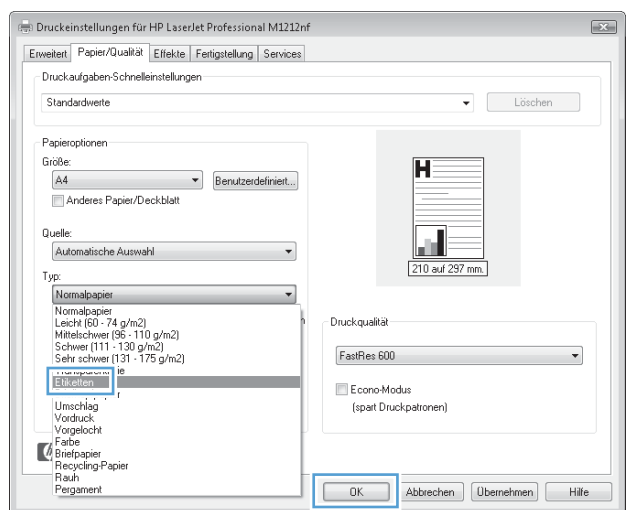 Druckeinstellungen für HP LaserJet Professional M1212nf
Erweitert Papier/Qualität Effekte Fertigstellung Services
Druckaufgaben-Schnelleinstellungen
Standardwerte Löschen
Papieroptionen
Größe:
A4 Benutzerdefiniert...
Anderes Papier/Deckblatt
Quelle:
Automatische Auswahl
Typ:
Normalpapier
Normalpapier
Leicht (60 - 74 g/m2)
Mittelschwer (96 - 110 g/m2)
Schwer (111 - 130 g/m2)
Sehr schwer (131 - 175 g/m2)
Etiketten
Umschlag
Vordruck
Vorgelocht
Farbe
Briefpapier
Recycling-Papier
Rauh
Pergament
H
210 auf 297 mm.
Druckqualität
FastRes 600
Econo-Modus
(spart Druckpatronen)
OK Abbrechen Übernehmen Hilfe